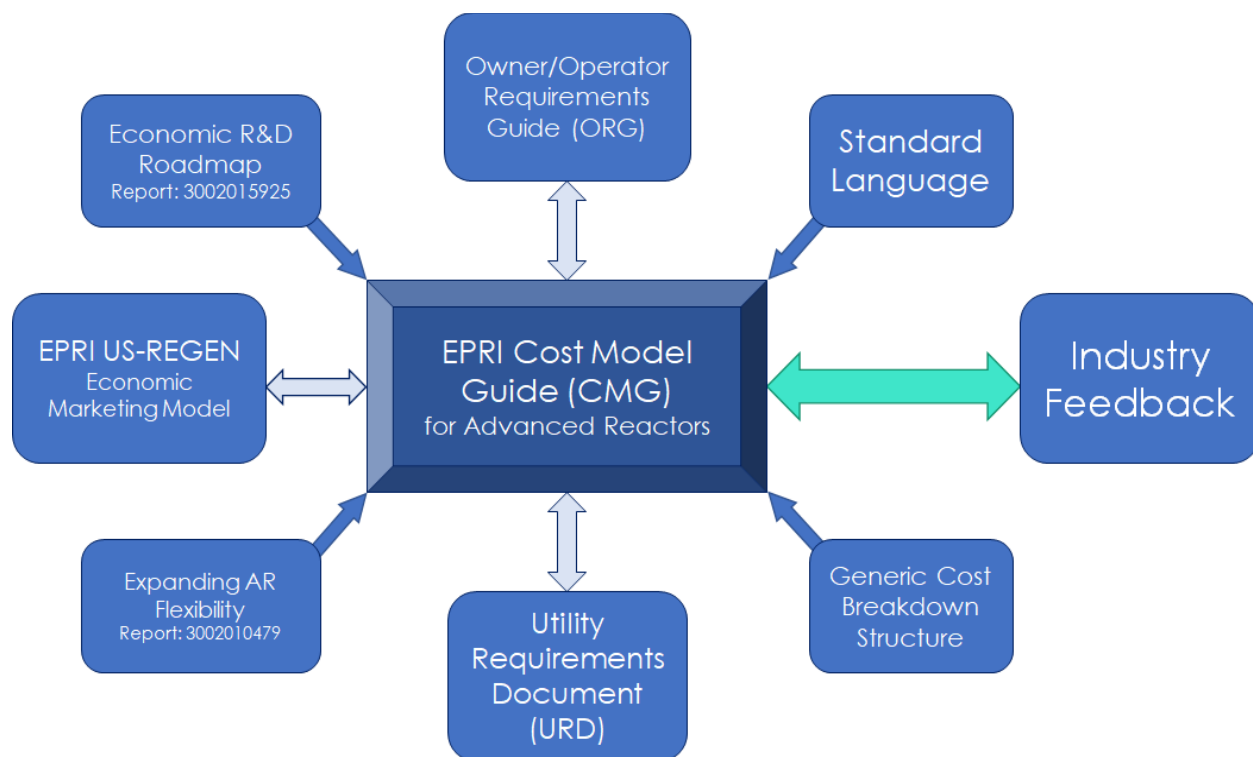 Owner/Operator
Requirements
Guide (ORG)
Economic R&D
Roadmap
Report: 3002015925
Standard
Language
EPRI US-REGEN
Economic
Marketing Model
EPRI Cost Model
Guide (CMG)
for Advanced Reactors
Industry
Feedback
Expanding AR
Flexibility
Report: 3002010479
Utility
Requirements
Document
(URD)
Generic Cost
Breakdown
Structure